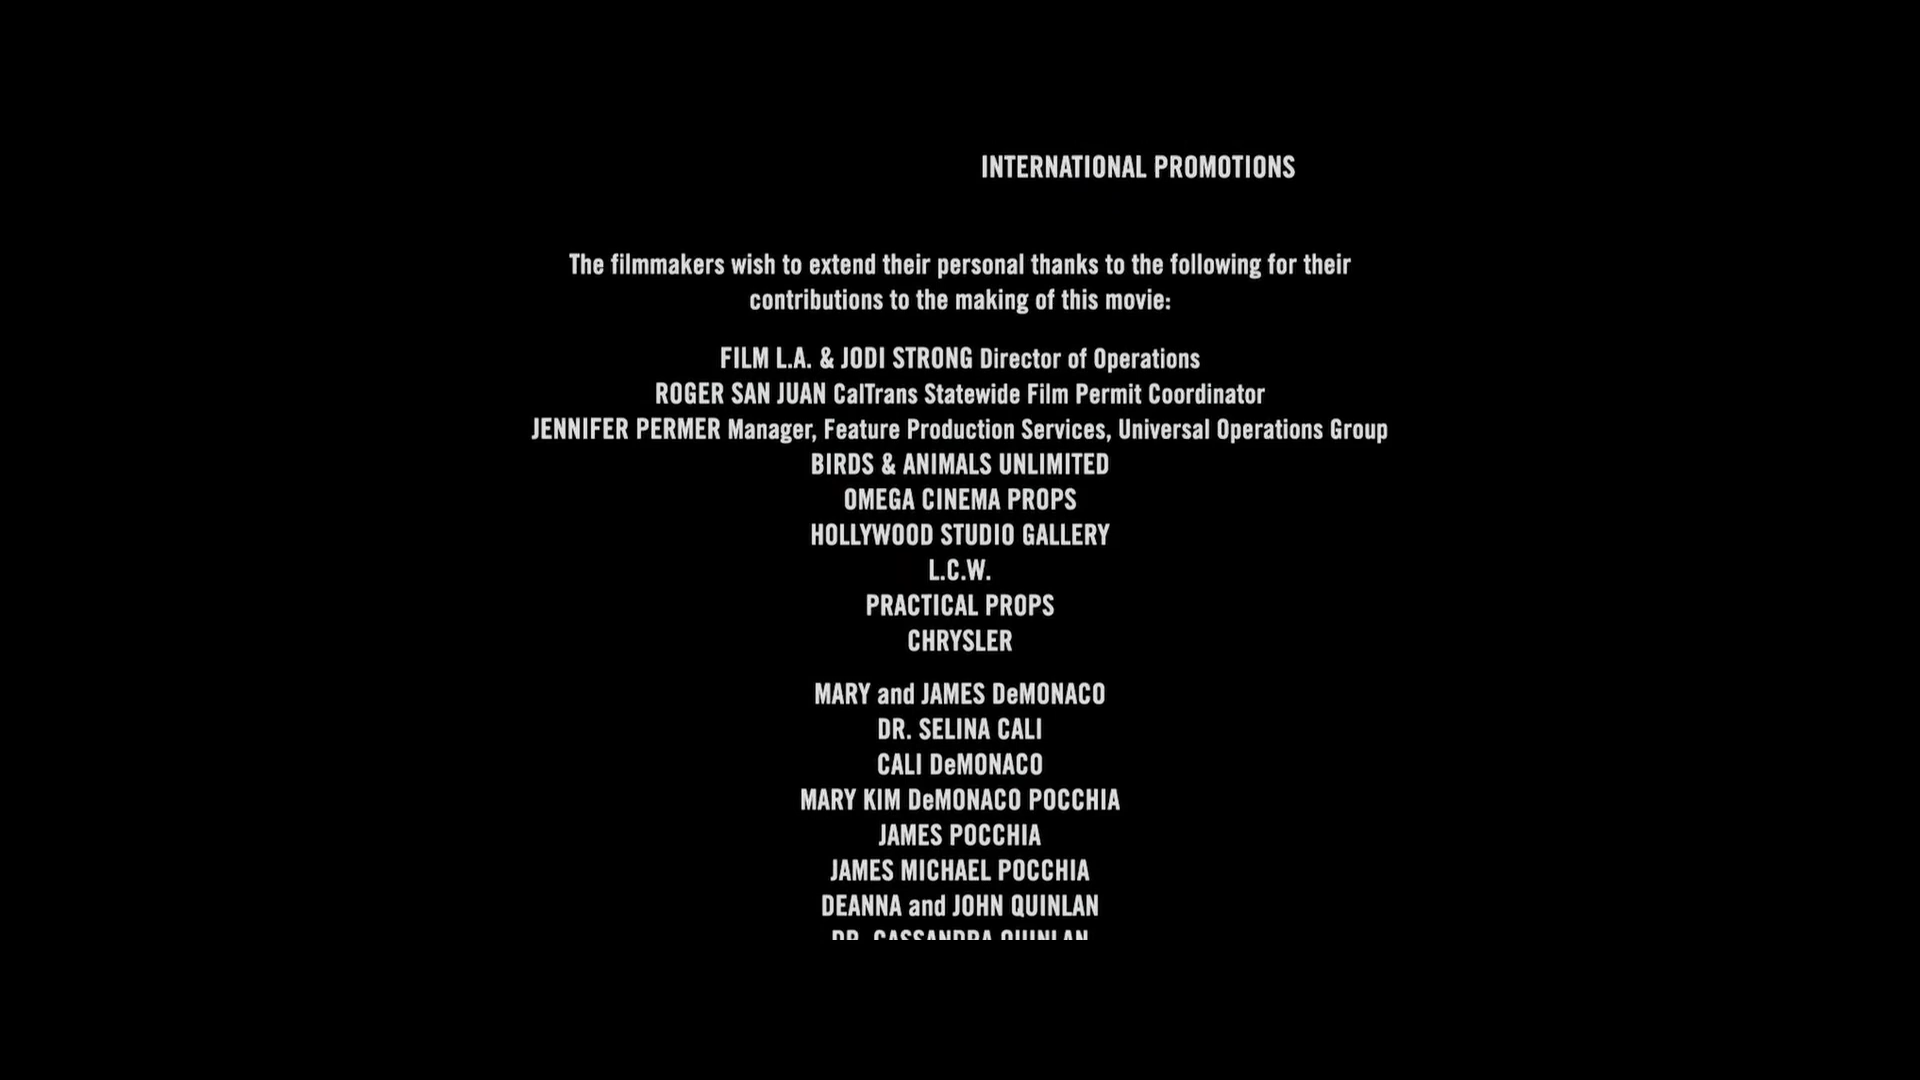 INTERNATIONAL PROMOTIONS
The filmmakers wish to extend their personal thanks to the following for their
contributions to the making of this movie:
FILM L.A. & JODI STRONG Director of Operations
ROGER SAN JUAN CalTrans Statewide Film Permit Coordinator
JENNIFER PERMER Manager, Feature Production Services, Universal Operations Group
BIRDS & ANIMALS UNLIMITED
OMEGA CINEMA PROPS
HOLLYWOOD STUDIO GALLERY
L.C.W.
PRACTICAL PROPS
CHRYSLER
MARY and JAMES DeMONACO
DR. SELINA CALI
CALI DeMONACO
MARY KIM DeMONACO POCCHIA
JAMES POCCHIA
JAMES MICHAEL POCCHIA
DEANNA and JOHN QUINLAN
DR. CASSANDRA QUINLAN